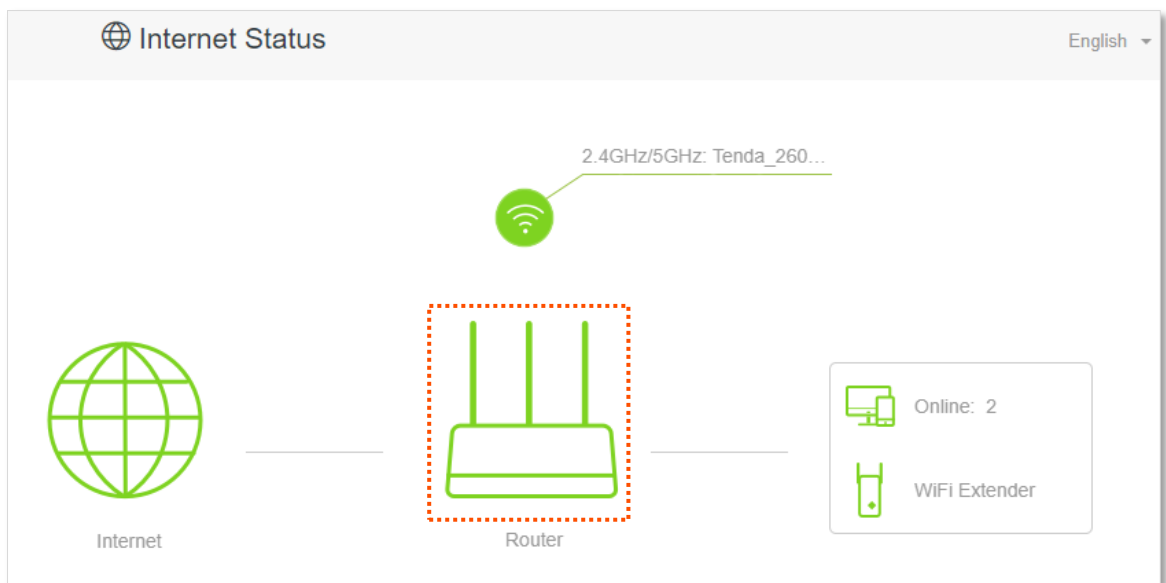 Internet Status
English
2.4GHz/5GHz: Tenda_260...
Online: 2
WiFi Extender
Internet
Router